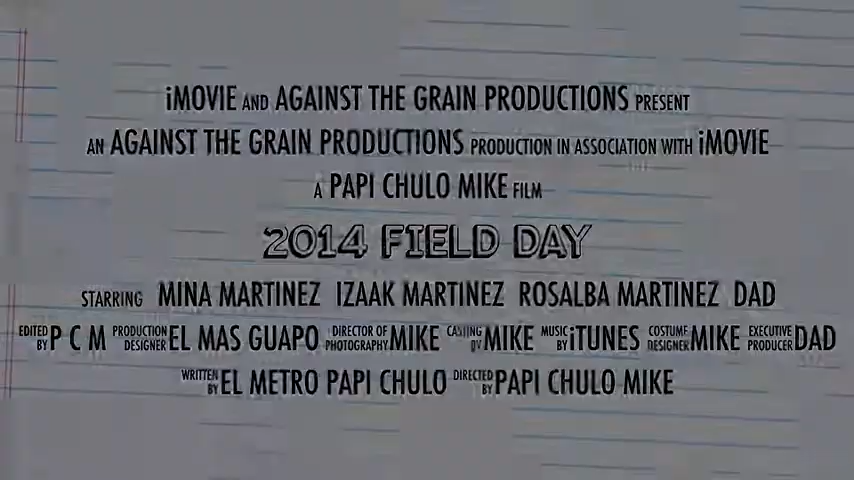 iMOVIE AND AGAINST THE GRAIN PRODUCTIONS PRESENT
AN AGAINST THE GRAIN PRODUCTIONS PRODUCTION IN ASSOCIATION WITH iMOVIE
A PAPI CHULO MIKE FILM
2014 FIELD DAY
STARRING MINA MARTINEZ IZAAK MARTINEZ ROSALBA MARTINEZ DAD
EDITED BY P C M PRODUCTION DESIGNER EL MAS GUAPO DIRECTOR OF PHOTOGRAPHY MIKE CASTING BY MIKE MUSIC BY iTUNES COSTUME DESIGNER MIKE EXECUTIVE PRODUCER DAD
WRITTEN BY EL METRO PAPI CHULO DIRECTED BY PAPI CHULO MIKE